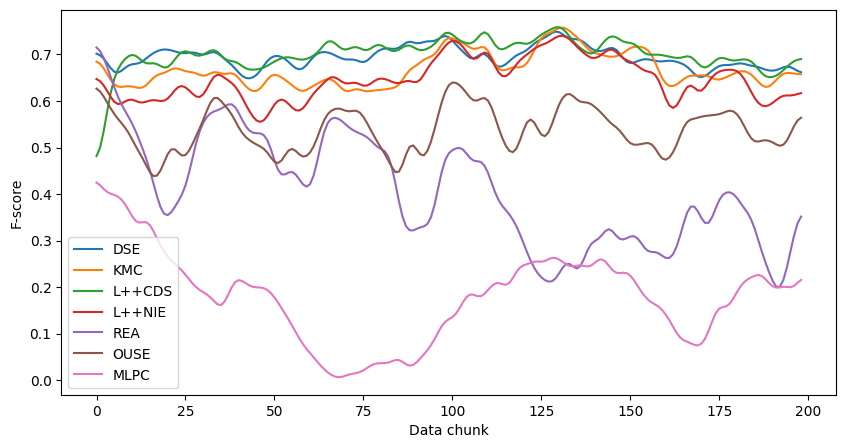 F-score
0.7
0.6
0.5
0.4
0.3
0.2
0.1
0.0
DSE
KMC
L++CDS
L++NIE
REA
OUSE
MLPC
0 25 50 75 100 125 150 175 200
Data chunk